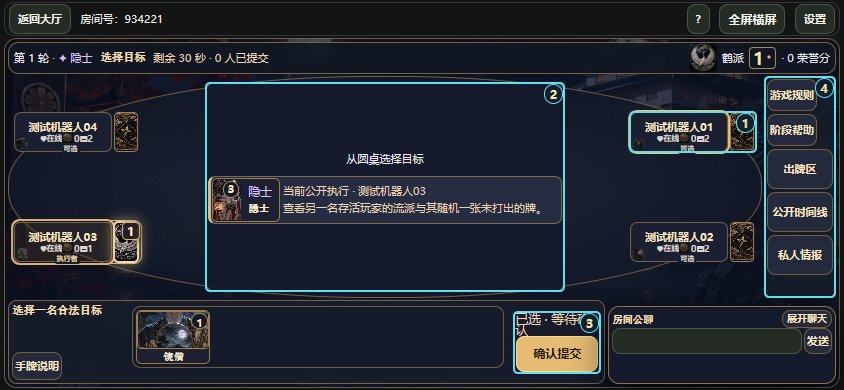 返回大厅 房间号：934221 ? 全屏横屏 设置
第 1 轮 · ✦ 隐士 选择目标 剩余 30 秒 · 0 人已提交 鹤派 1 · 0 荣誉分
2
4
游戏规则
测试机器人04
♥在线 0 2
可选
测试机器人01
♥在线 0 2
可选
1
阶段帮助
从圆桌选择目标
出牌区
3 隐士 当前公开执行 · 测试机器人03
隐士 查看另一名存活玩家的流派与其随机一张未打出的牌。
公开时间线
测试机器人03
♥在线 0 1
执行者
1
测试机器人02
♥在线 0 2
可选
私人情报
选择一名合法目标
手牌说明
1
镜僧
已选 · 等待确认
3
确认提交
房间公聊 展开聊天
发送